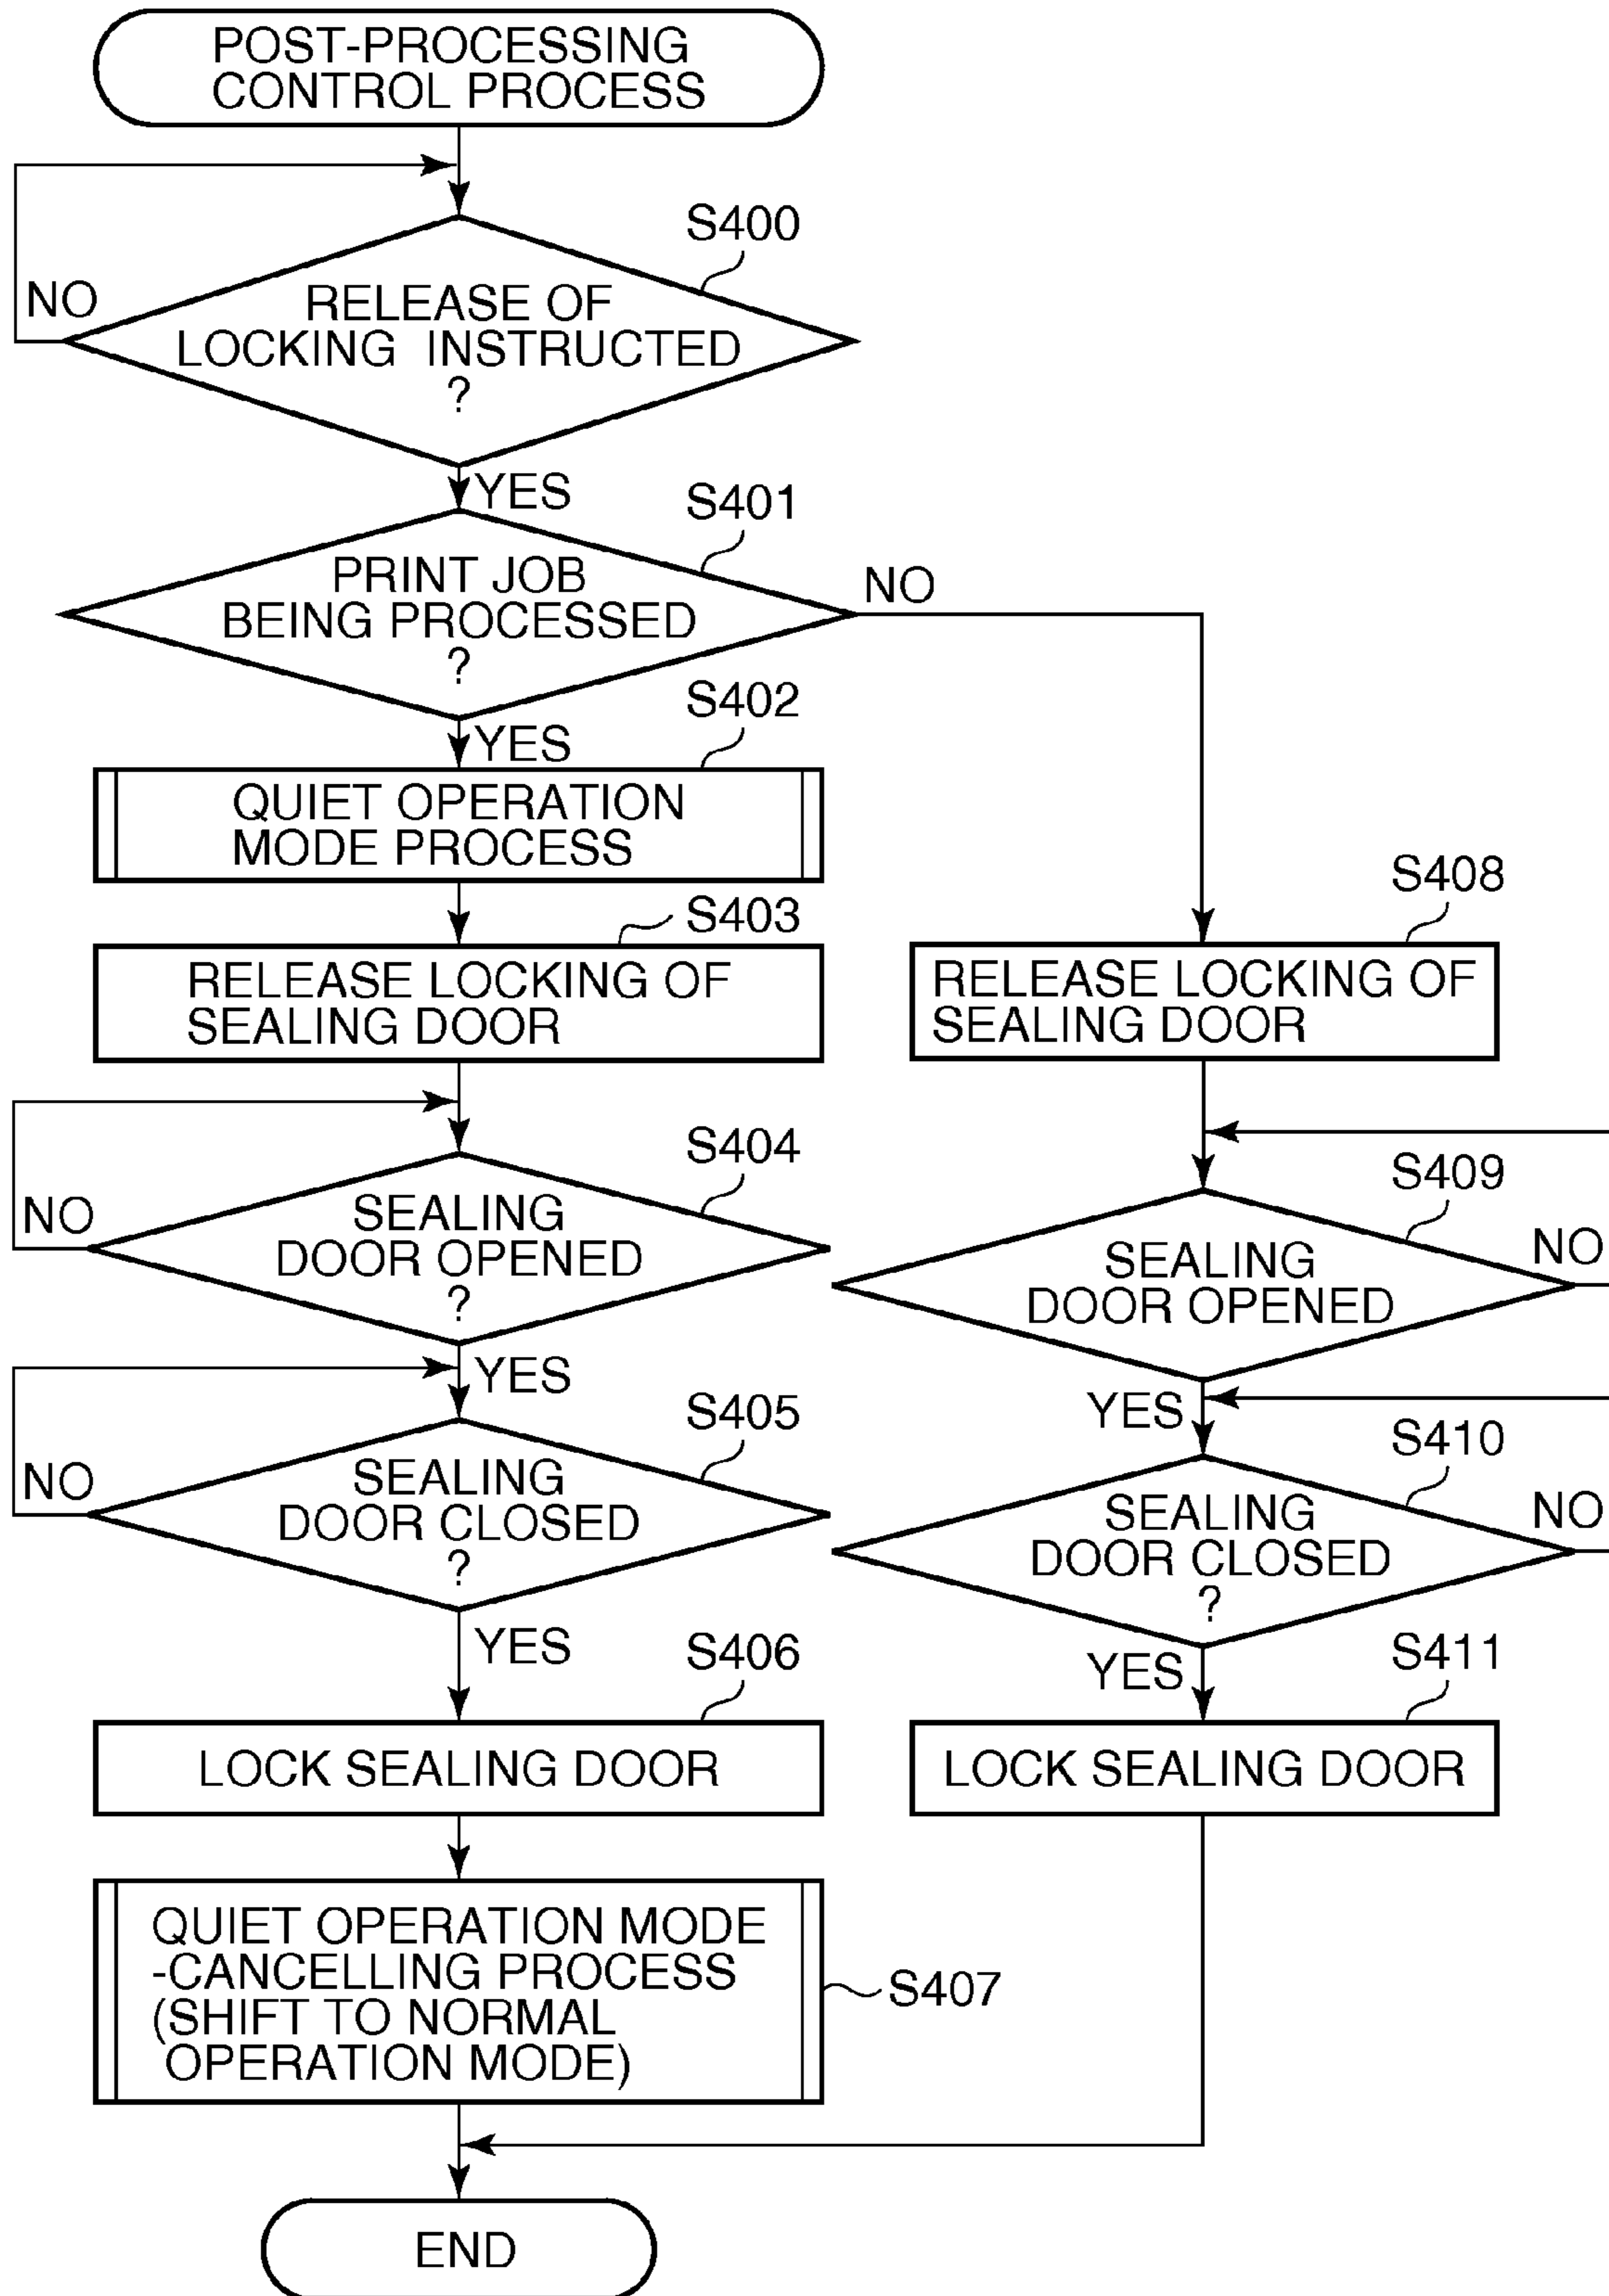 POST-PROCESSING
CONTROL PROCESS
S400
NO
RELEASE OF
LOCKING INSTRUCTED
?
YES
S401
PRINT JOB
BEING PROCESSED
?
NO
S402
YES
QUIET OPERATION
MODE PROCESS
S403
RELEASE LOCKING OF
SEALING DOOR
S404
NO
SEALING
DOOR OPENED
?
YES
S405
NO
SEALING
DOOR CLOSED
?
YES
S406
LOCK SEALING DOOR
QUIET OPERATION MODE
-CANCELLING PROCESS
(SHIFT TO NORMAL
OPERATION MODE)
S407
S408
RELEASE LOCKING OF
SEALING DOOR
S409
SEALING
DOOR OPENED
NO
YES
S410
SEALING
DOOR CLOSED
?
NO
YES
S411
LOCK SEALING DOOR
END